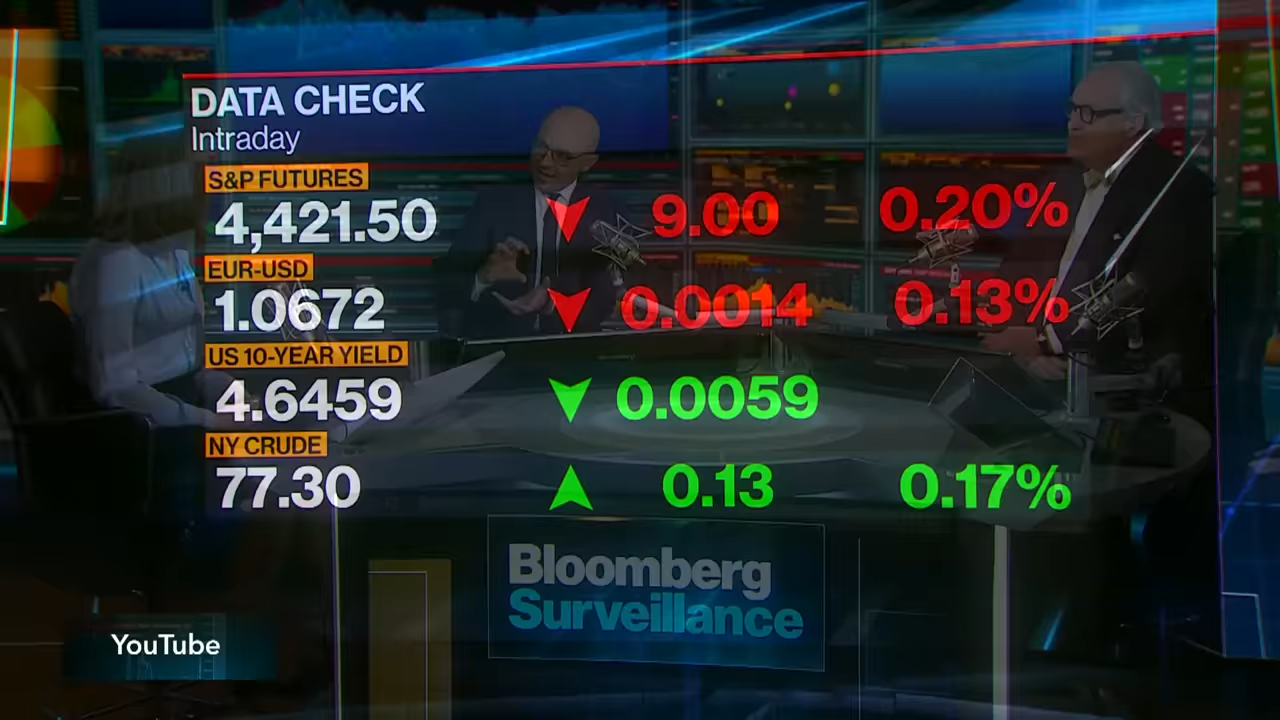 DATA CHECK
Intraday
S&P FUTURES
4,421.50 9.00 0.20%
EUR-USD
1.0672 0.0014 0.13%
US 10-YEAR YIELD
4.6459 0.0059
NY CRUDE
77.30 0.13 0.17%
Bloomberg
Surveillance
YouTube